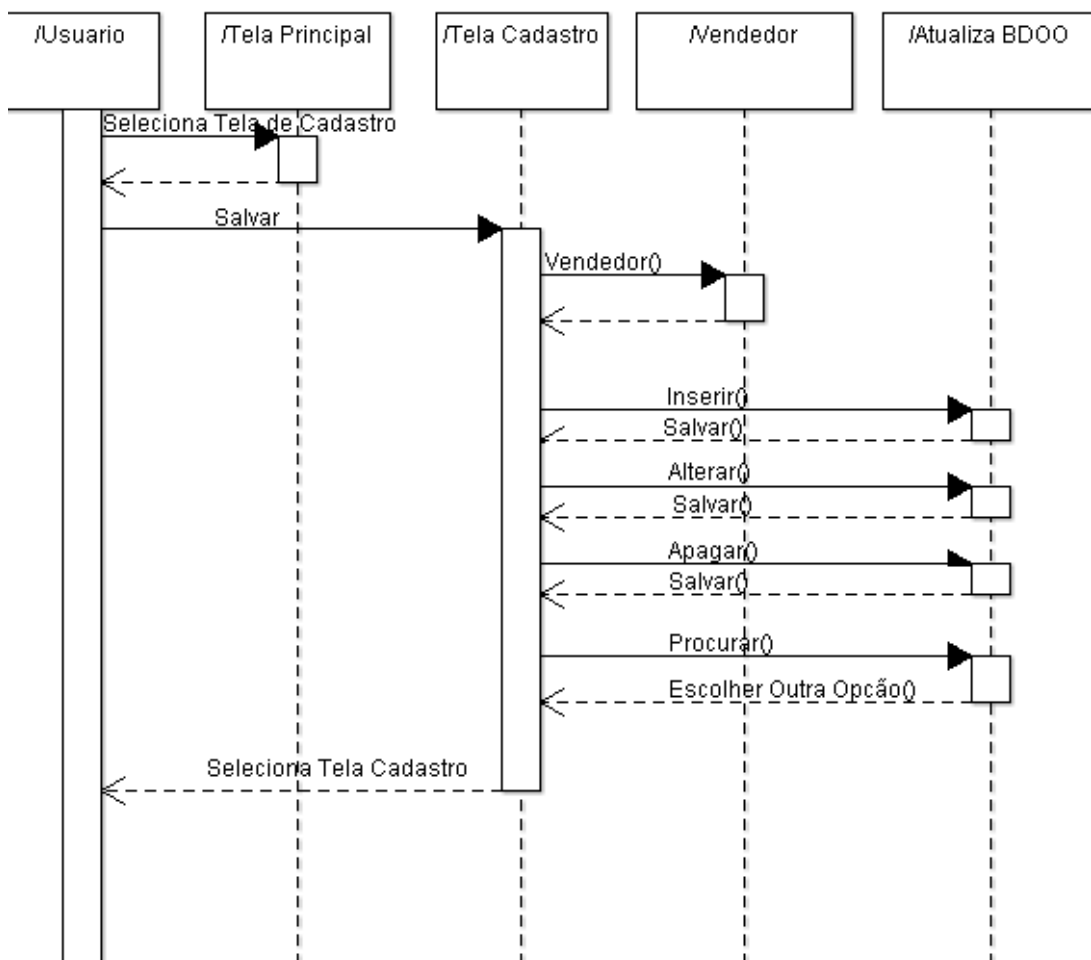 /Usuario
/Tela Principal
/Tela Cadastro
/Vendedor
/Atualiza BDOO
Seleciona Tela de Cadastro
Salvar
Vendedor()
Inserir()
Salvar()
Alterar()
Salvar()
Apagar()
Salvar()
Procurar()
Escolher Outra Opcão()
Seleciona Tela Cadastro